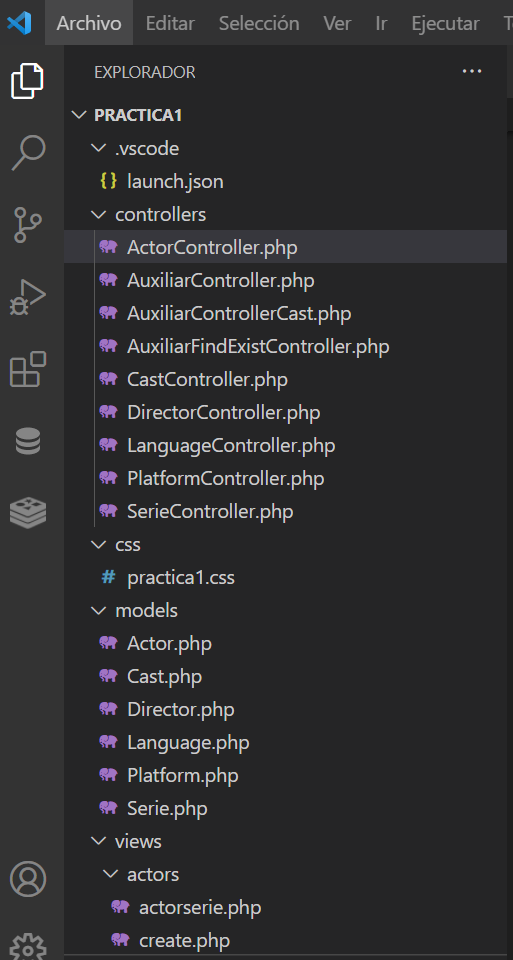 Archivo Editar Selección Ver Ir Ejecutar
EXPLORADOR ···
PRACTICA1
.vscode
{} launch.json
controllers
ActorController.php
AuxiliarController.php
AuxiliarControllerCast.php
AuxiliarFindExistController.php
CastController.php
DirectorController.php
LanguageController.php
PlatformController.php
SerieController.php
css
# practica1.css
models
Actor.php
Cast.php
Director.php
Language.php
Platform.php
Serie.php
views
actors
actorserie.php
create.php